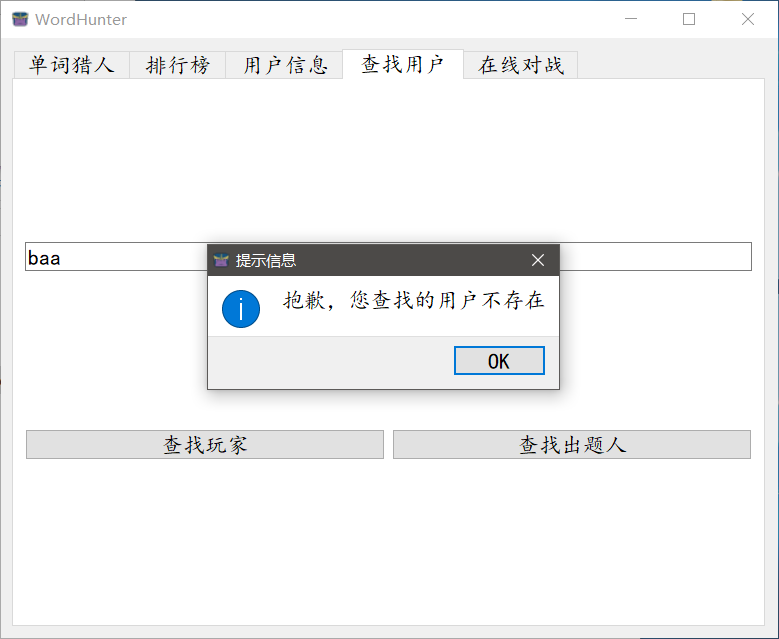 WordHunter
单词猎人 排行榜 用户信息 查找用户 在线对战
baa
提示信息
抱歉，您查找的用户不存在
OK
查找玩家 查找出题人